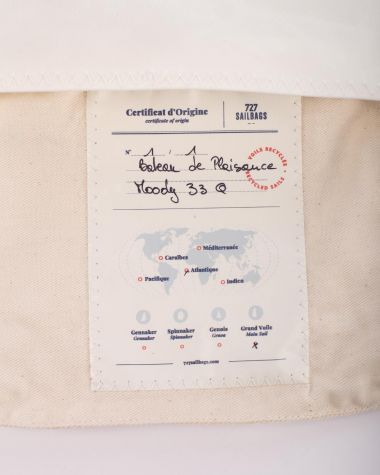 Certificat d'Origine
certificate of origin
727
SAILBAGS
N° 1 / 1
Bateau de Plaisance
Moody 33 Q
VOILE RECYCLÉE
RECYCLED SAILS
Méditerranée
Caraïbes
Atlantique
Pacifique
Indien
Gennaker
Gennaker
Spinnaker
Spinnaker
Genois
Genoa
Grand Voile
Main Sail
727sailbags.com